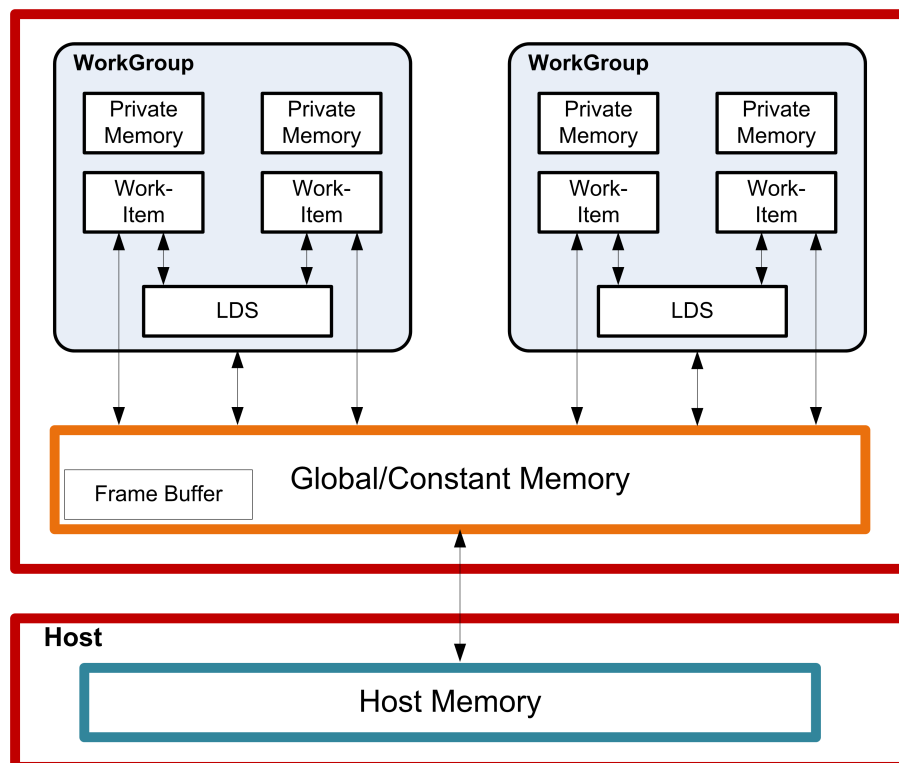 WorkGroup
Private
Memory
Private
Memory
Work-
Item
Work-
Item
LDS
WorkGroup
Private
Memory
Private
Memory
Work-
Item
Work-
Item
LDS
Global/Constant Memory
Frame Buffer
Host
Host Memory